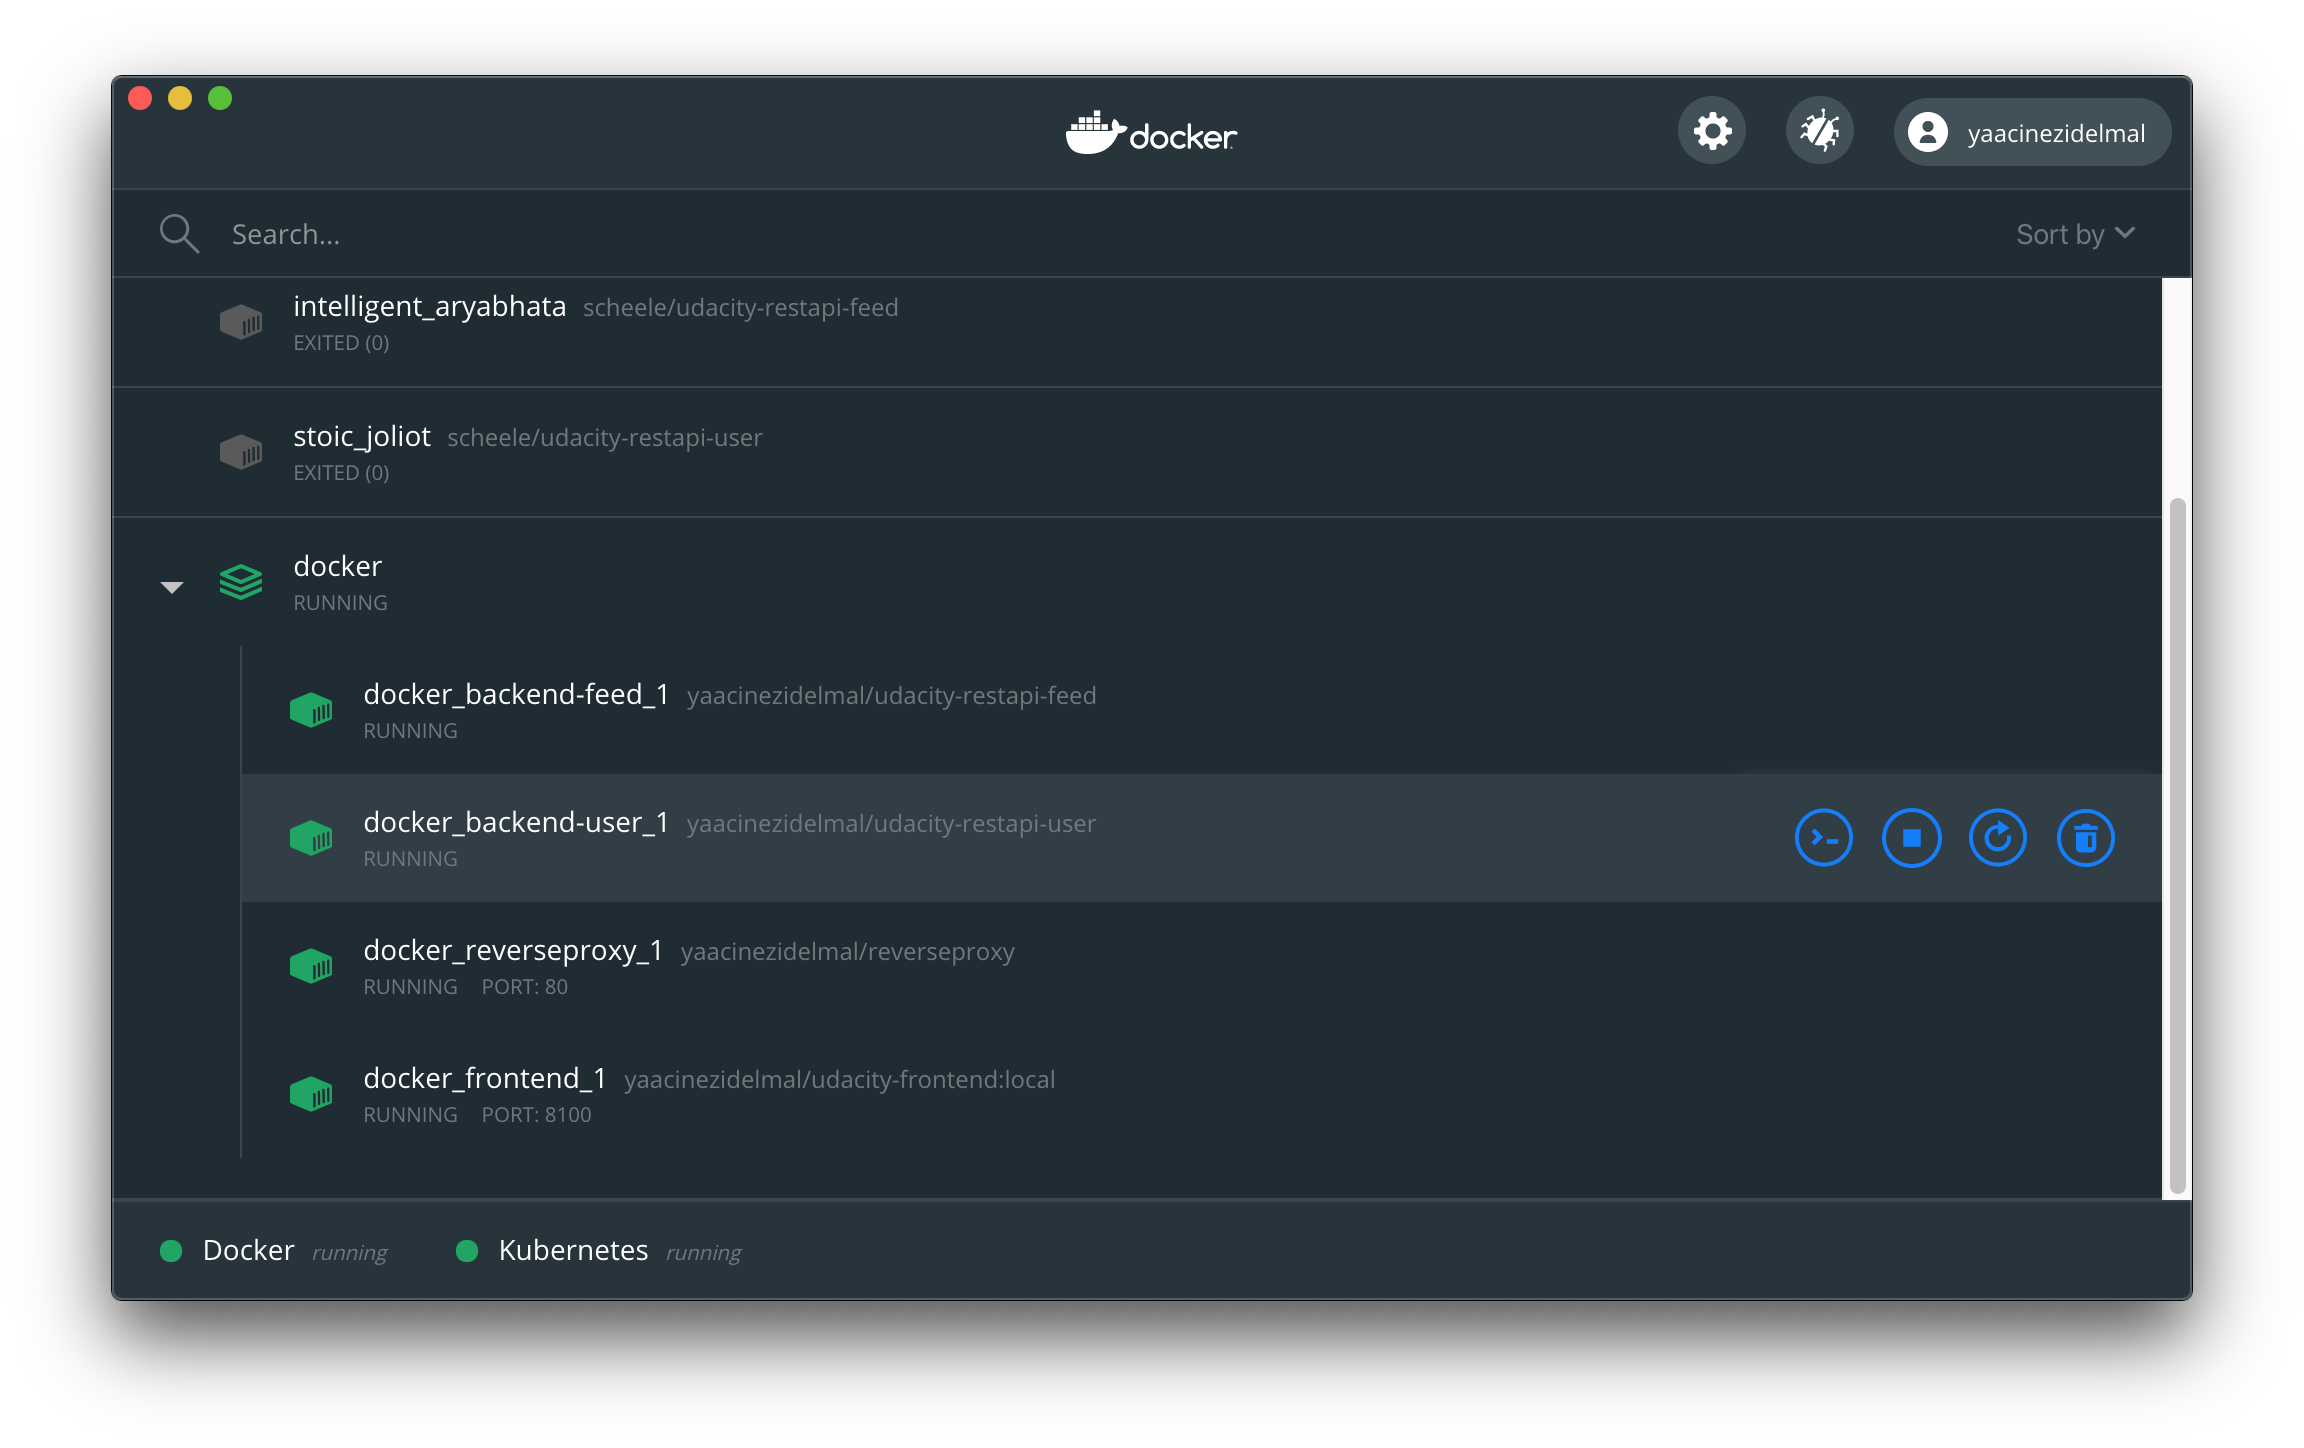 docker
yaacinezidelmal
Search...
Sort by
intelligent_aryabhata scheele/udacity-restapi-feed
EXITED (0)
stoic_joliot scheele/udacity-restapi-user
EXITED (0)
docker
RUNNING
docker_backend-feed_1 yaacinezidelmal/udacity-restapi-feed
RUNNING
docker_backend-user_1 yaacinezidelmal/udacity-restapi-user
RUNNING
docker_reverseproxy_1 yaacinezidelmal/reverseproxy
RUNNING PORT: 80
docker_frontend_1 yaacinezidelmal/udacity-frontend:local
RUNNING PORT: 8100
Docker running Kubernetes running